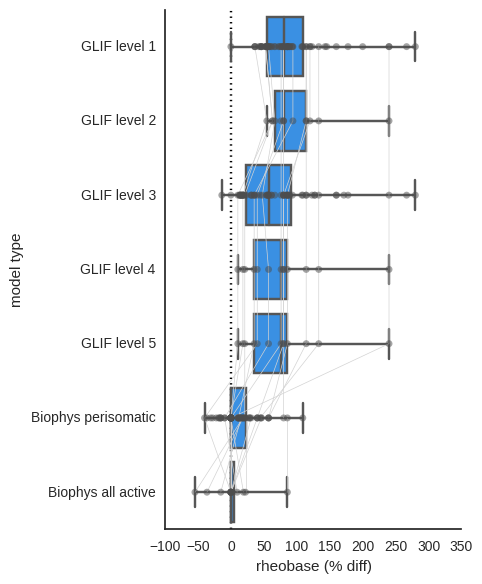 GLIF level 1
GLIF level 2
GLIF level 3
GLIF level 4
GLIF level 5
Biophys perisomatic
Biophys all active
model type
−100 −50 0 50 100 150 200 250 300 350
rheobase (% diff)